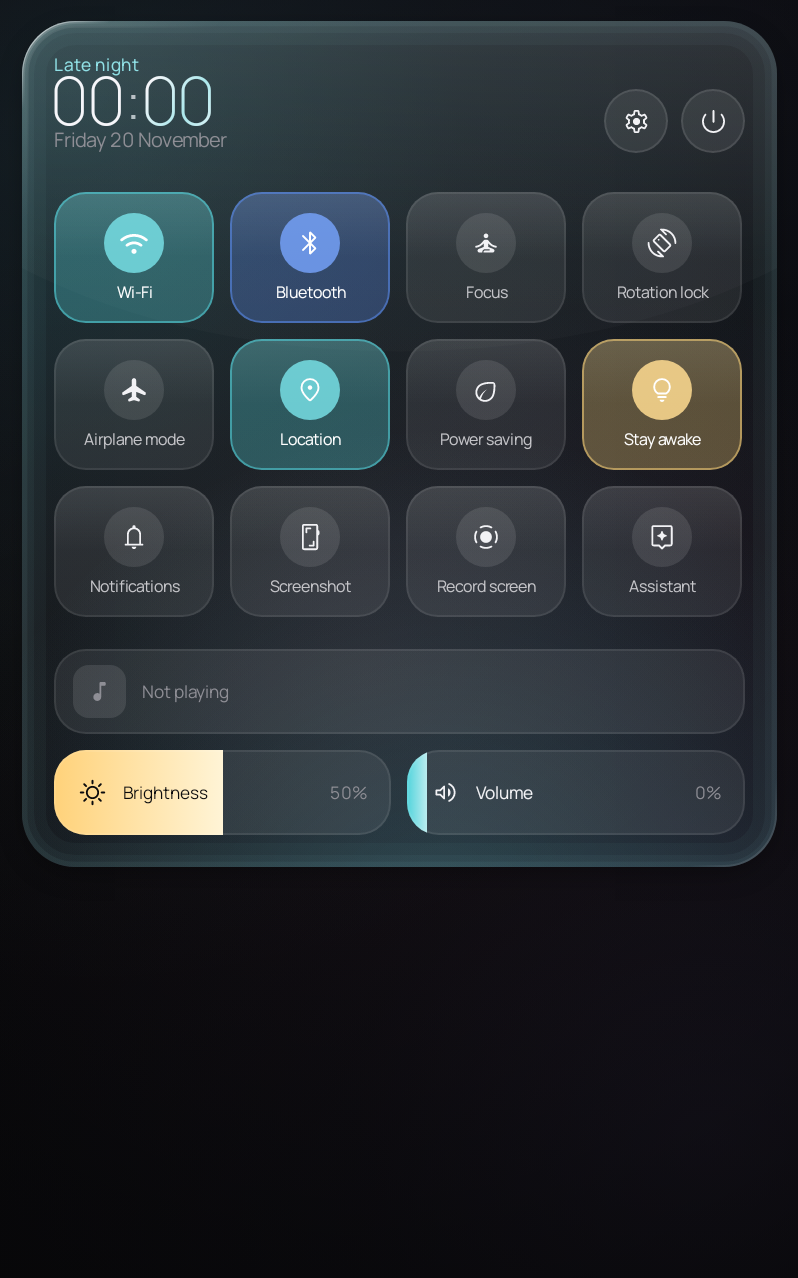 Late night
00:00
Friday 20 November
Wi-Fi
Bluetooth
Focus
Rotation lock
Airplane mode
Location
Power saving
Stay awake
Notifications
Screenshot
Record screen
Assistant
Not playing
Brightness 50%
Volume 0%